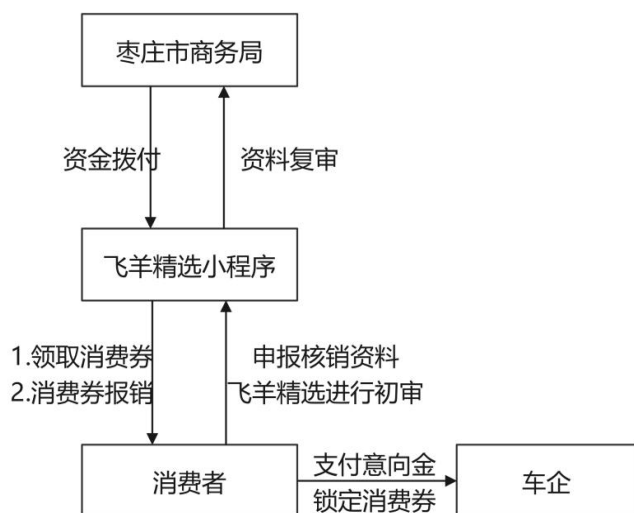 枣庄市商务局
资金拨付
资料复审
飞羊精选小程序
1.领取消费券
2.消费券报销
申报核销资料
飞羊精选进行初审
消费者
支付意向金
锁定消费券
车企